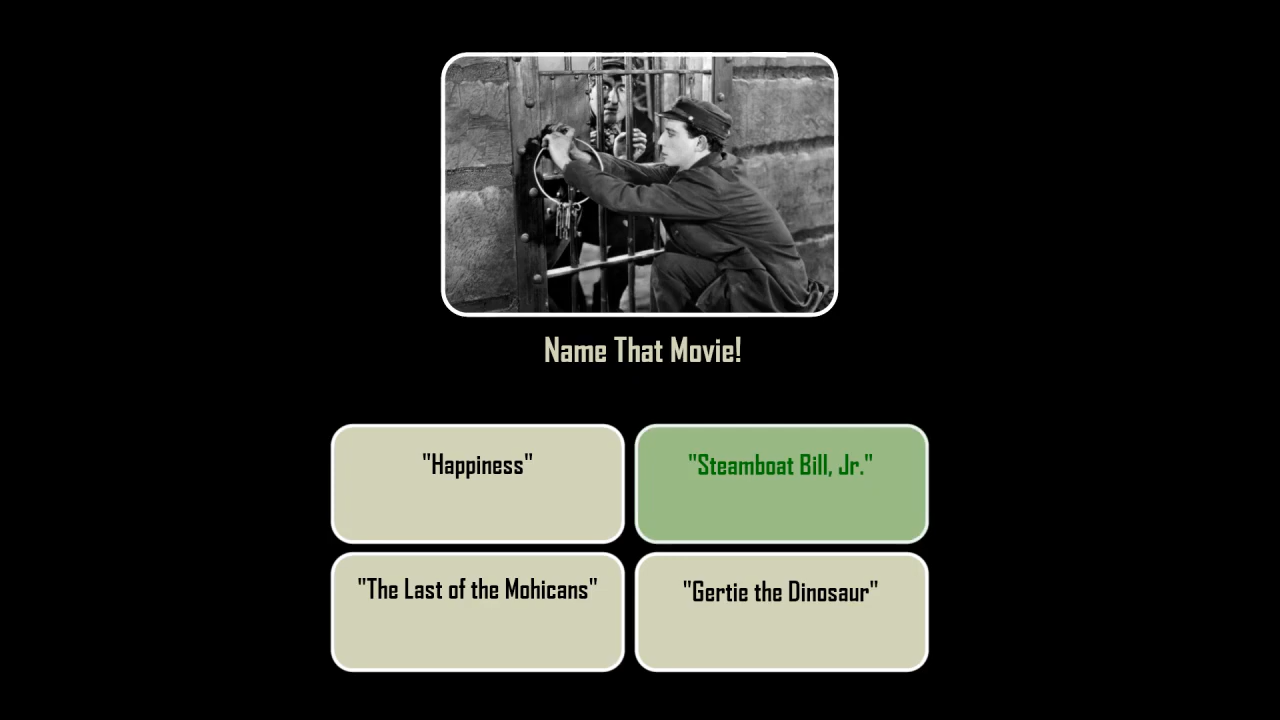 Name That Movie!
"Happiness"
"Steamboat Bill, Jr."
"The Last of the Mohicans"
"Gertie the Dinosaur"